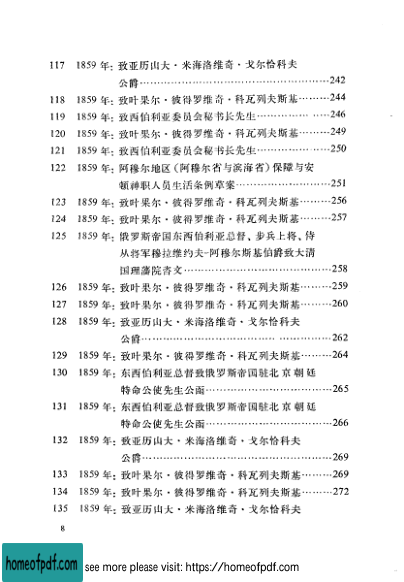 117 1859 年: 致亚历山大·米海洛维奇·戈尔恰科夫
公爵……………………………………………242
118 1859 年: 致叶果尔·彼得罗维奇·科瓦列夫斯基………244
119 1859 年: 致西伯利亚委员会秘书长先生…………… …246
120 1859 年: 致叶果尔·彼得罗维奇·科瓦列夫斯基………249
121 1859 年: 致西伯利亚委员会秘书长先生………………250
122 1859 年: 阿穆尔地区(阿穆尔省与滨海省)保障与安
顿神职人员生活条例草案……………………251
123 1859 年: 致叶果尔·彼得罗维奇·科瓦列夫斯基………256
124 1859 年: 致叶果尔·彼得罗维奇·科瓦列夫斯基………257
125 1859 年: 俄罗斯帝国东西伯利亚总督、步兵上将、侍
从将军穆拉维约夫-阿穆尔斯基伯爵致大清
国理藩院咨文…………………………………258
126 1859 年: 致叶果尔·彼得罗维奇·科瓦列夫斯基………259
127 1859 年: 致叶果尔·彼得罗维奇·科瓦列夫斯基………260
128 1859 年: 致亚历山大·米海洛维奇·戈尔恰科夫
公爵……………………………… …………262
129 1859 年: 致叶果尔·彼得罗维奇·科瓦列夫斯基………264
130 1859 年: 东西伯利亚总督致俄罗斯帝国驻北京朝廷
特命公使先生公函……………………………265
131 1859 年: 东西伯利亚总督致俄罗斯帝国驻北京朝廷
特命公使先生公函……………………………266
132 1859 年: 致亚历山大·米海洛维奇·戈尔恰科夫
公爵……………………………………………269
133 1859 年: 致叶果尔·彼得罗维奇·科瓦列夫斯基………269
134 1859 年: 致叶果尔·彼得罗维奇·科瓦列夫斯基………272
135 1859 年: 致亚历山大·米海洛维奇·戈尔恰科夫
8
homeofpdf.com
see more please visit: https://homeofpdf.com